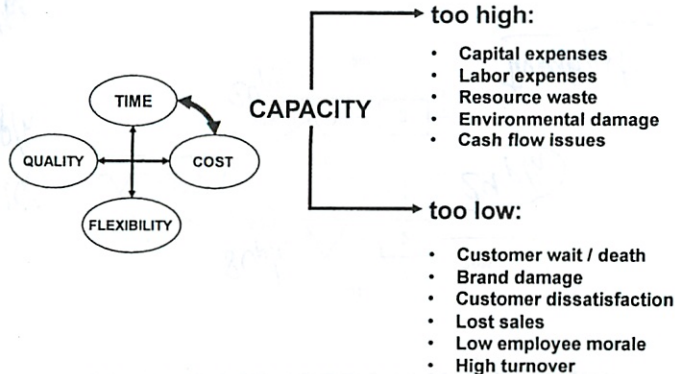 too high:
• Capital expenses
• Labor expenses
• Resource waste
• Environmental damage
• Cash flow issues
TIME
CAPACITY
QUALITY
COST
FLEXIBILITY
too low:
• Customer wait / death
• Brand damage
• Customer dissatisfaction
• Lost sales
• Low employee morale
• High turnover